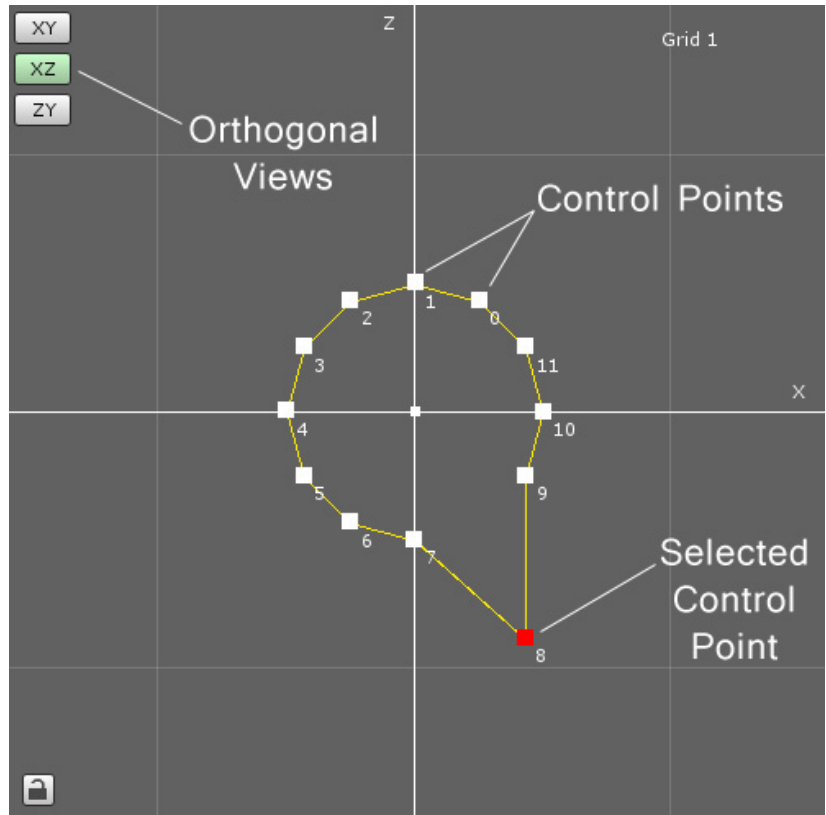 XY
Z
Grid 1
XZ
ZY
Orthogonal
Views
Control Points
1
2
0
3
11
X
4
10
5
9
6
7
Selected
Control
Point
8